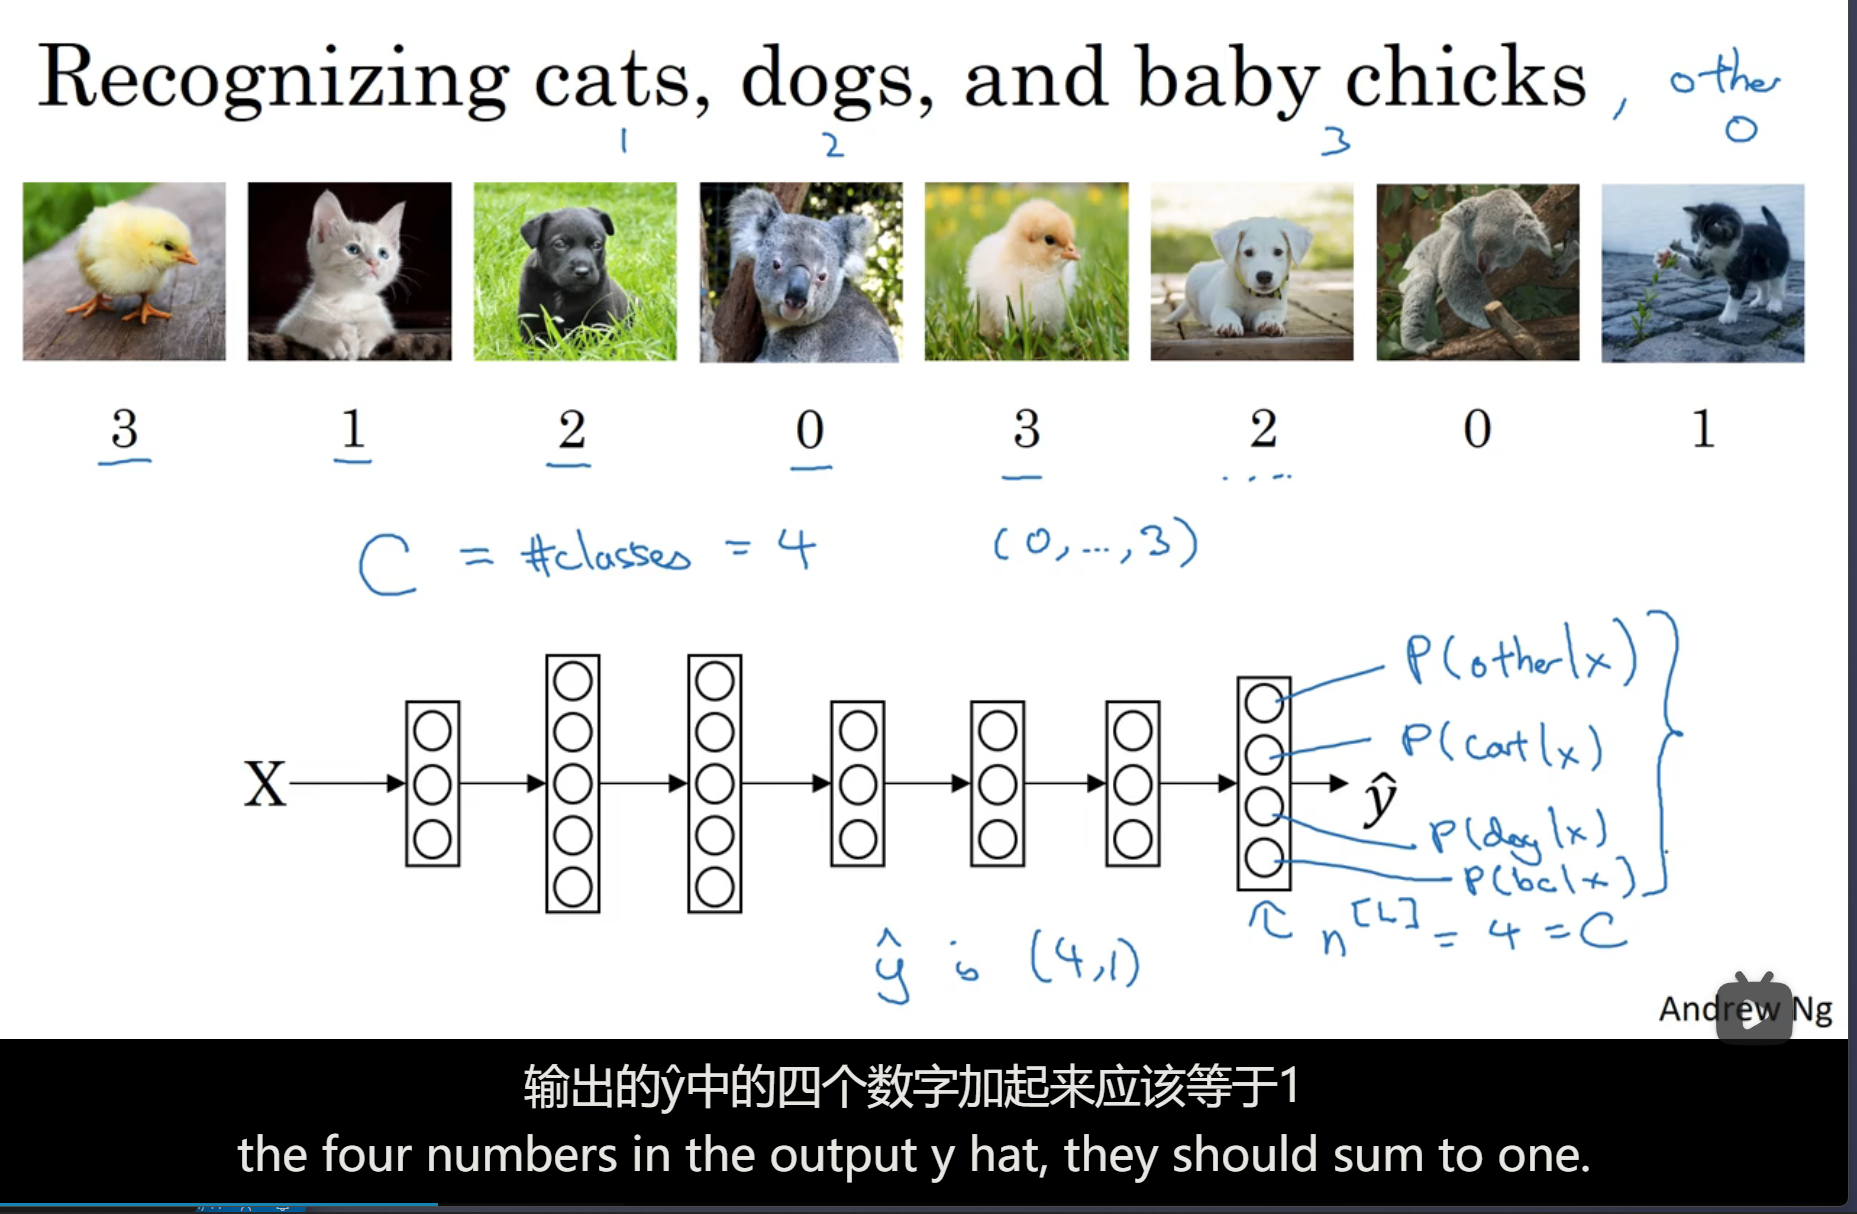 Recognizing cats, dogs, and baby chicks , other
1 2 3 0
3 1 2 0 3 2 0 1
C = #classes = 4 (0, ..., 3)
P(other|x)
P(cat|x)
X ŷ
P(dog|x)
P(bc|x)
n[L] = 4 = C
ŷ is (4,1)
Andrew Ng
输出的ŷ中的四个数字加起来应该等于1
the four numbers in the output y hat, they should sum to one.